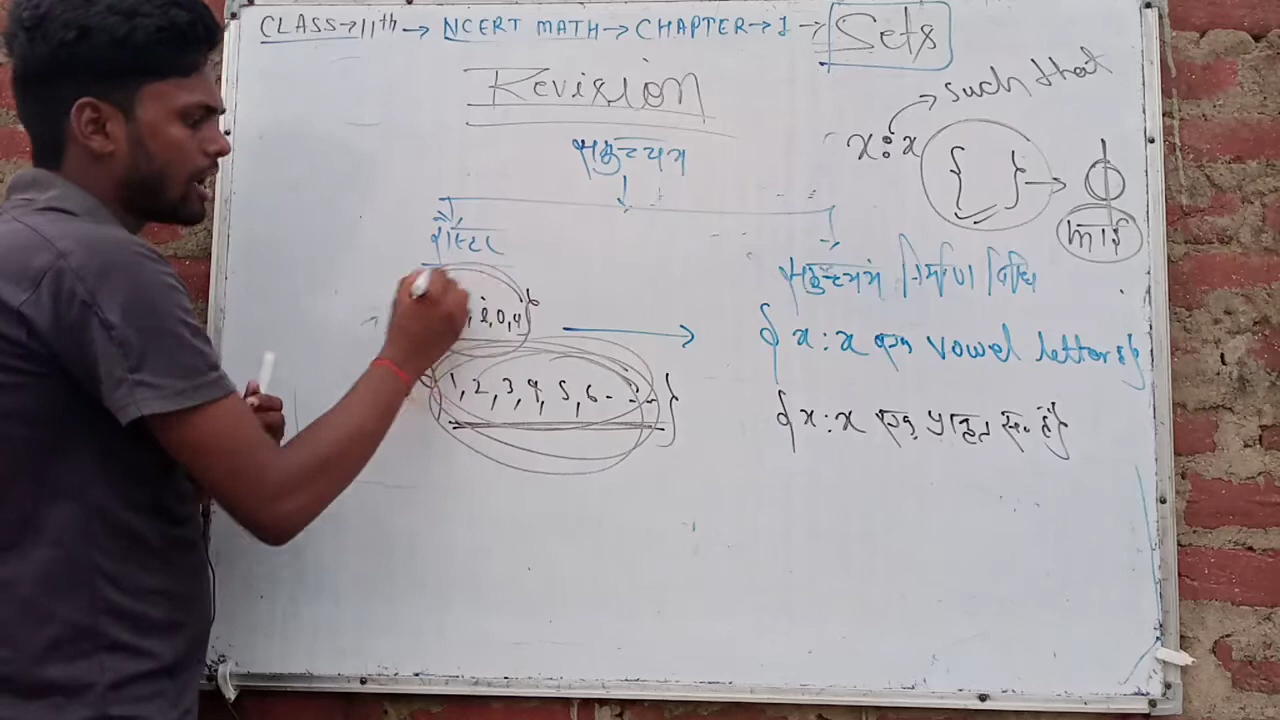 CLASS→11th→ NCERT MATH→ CHAPTER→1→ Sets
Revision
such that
x:x { } →
समुच्चय
रोस्टर
समुच्चय निर्माण विधि
, i, o, u} → {x:x एक vowel letter है}
{1, 2, 3, 4, 5, 6 - - -} {x:x एक प्राकृत सं. है}